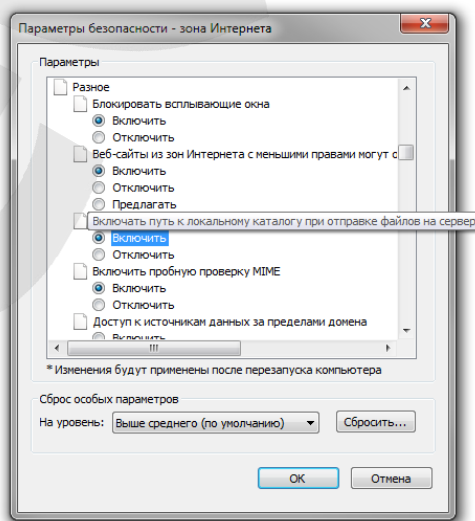 Параметры безопасности - зона Интернета
Параметры
Разное
Блокировать всплывающие окна
Включить
Отключить
Веб-сайты из зон Интернета с меньшими правами могут о
Включить
Отключить
Предлагать
Включать путь к локальному каталогу при отправке файлов на сервер
Включить
Отключить
Включить пробную проверку MIME
Включить
Отключить
Доступ к источникам данных за пределами домена
Включить
* Изменения будут применены после перезапуска компьютера
Сброс особых параметров
На уровень: Выше среднего (по умолчанию) Сбросить...
ОК Отмена